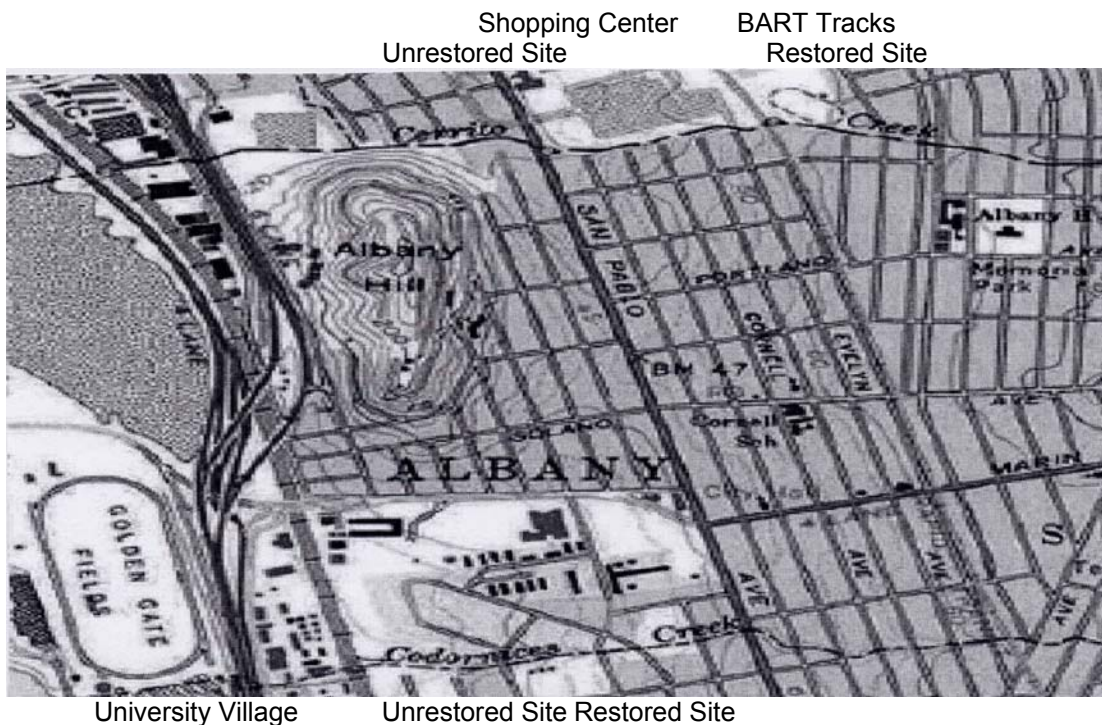 Shopping Center BART Tracks
Unrestored Site Restored Site
Cerrito Creek
Albany
Hill
SAN PABLO
PORTLAND
CORNELL
EVELYN
Albany H
Memorial
Park
BM 47
AVE
SOLANO
Cornell
Sch
MARIN
ALBANY
GOLDEN GATE
FIELDS
S
AVE
AVE
AVE
AVE
Codornices Creek
University Village Unrestored Site Restored Site